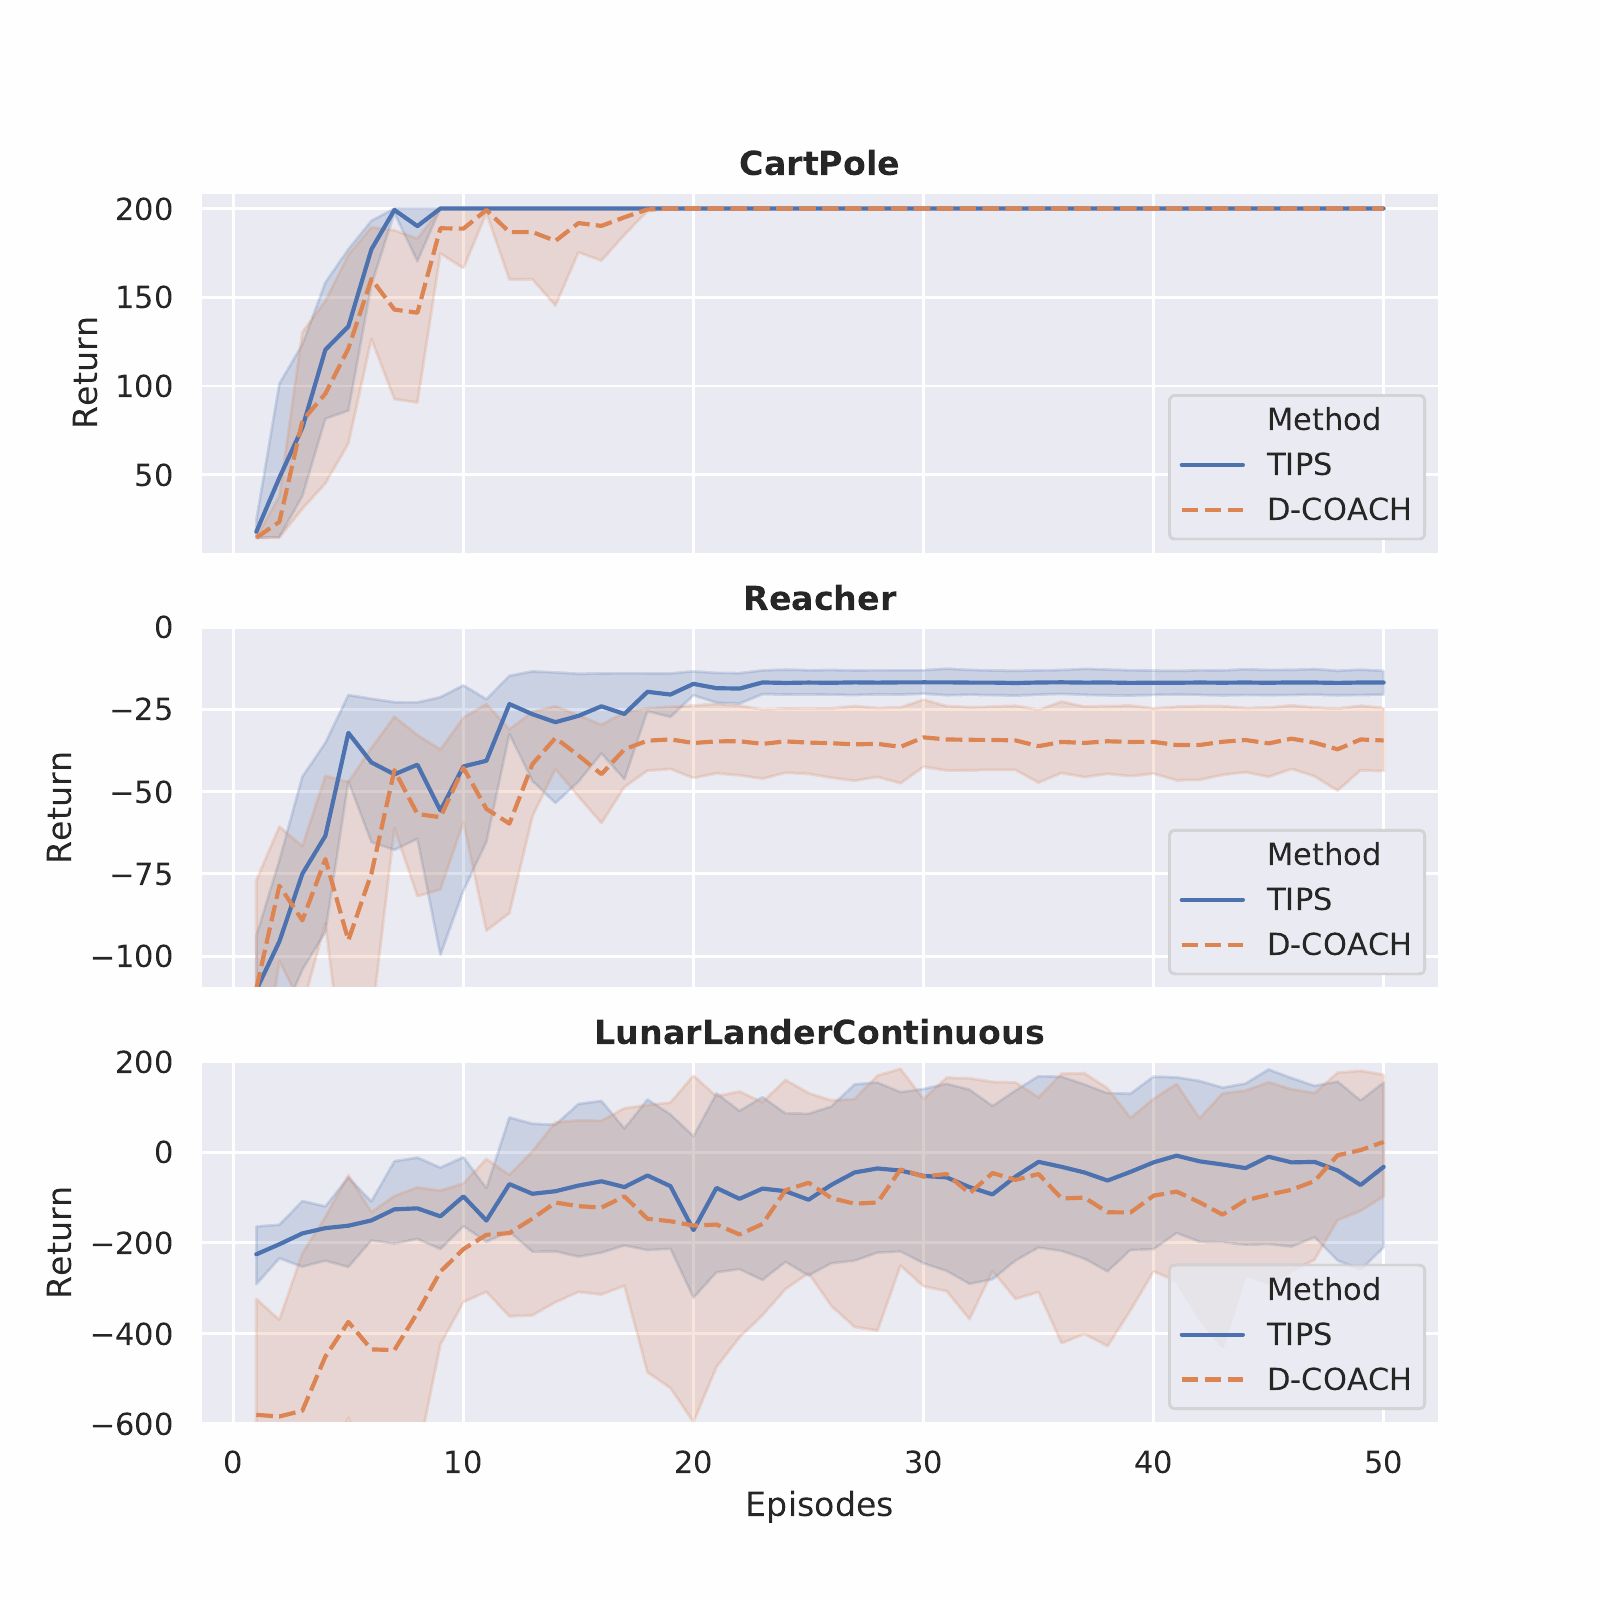 CartPole
200
150
100
50
Return
Method
TIPS
D-COACH
Reacher
0
−25
−50
−75
−100
Return
Method
TIPS
D-COACH
LunarLanderContinuous
200
0
−200
−400
−600
Return
Method
TIPS
D-COACH
0 10 20 30 40 50
Episodes